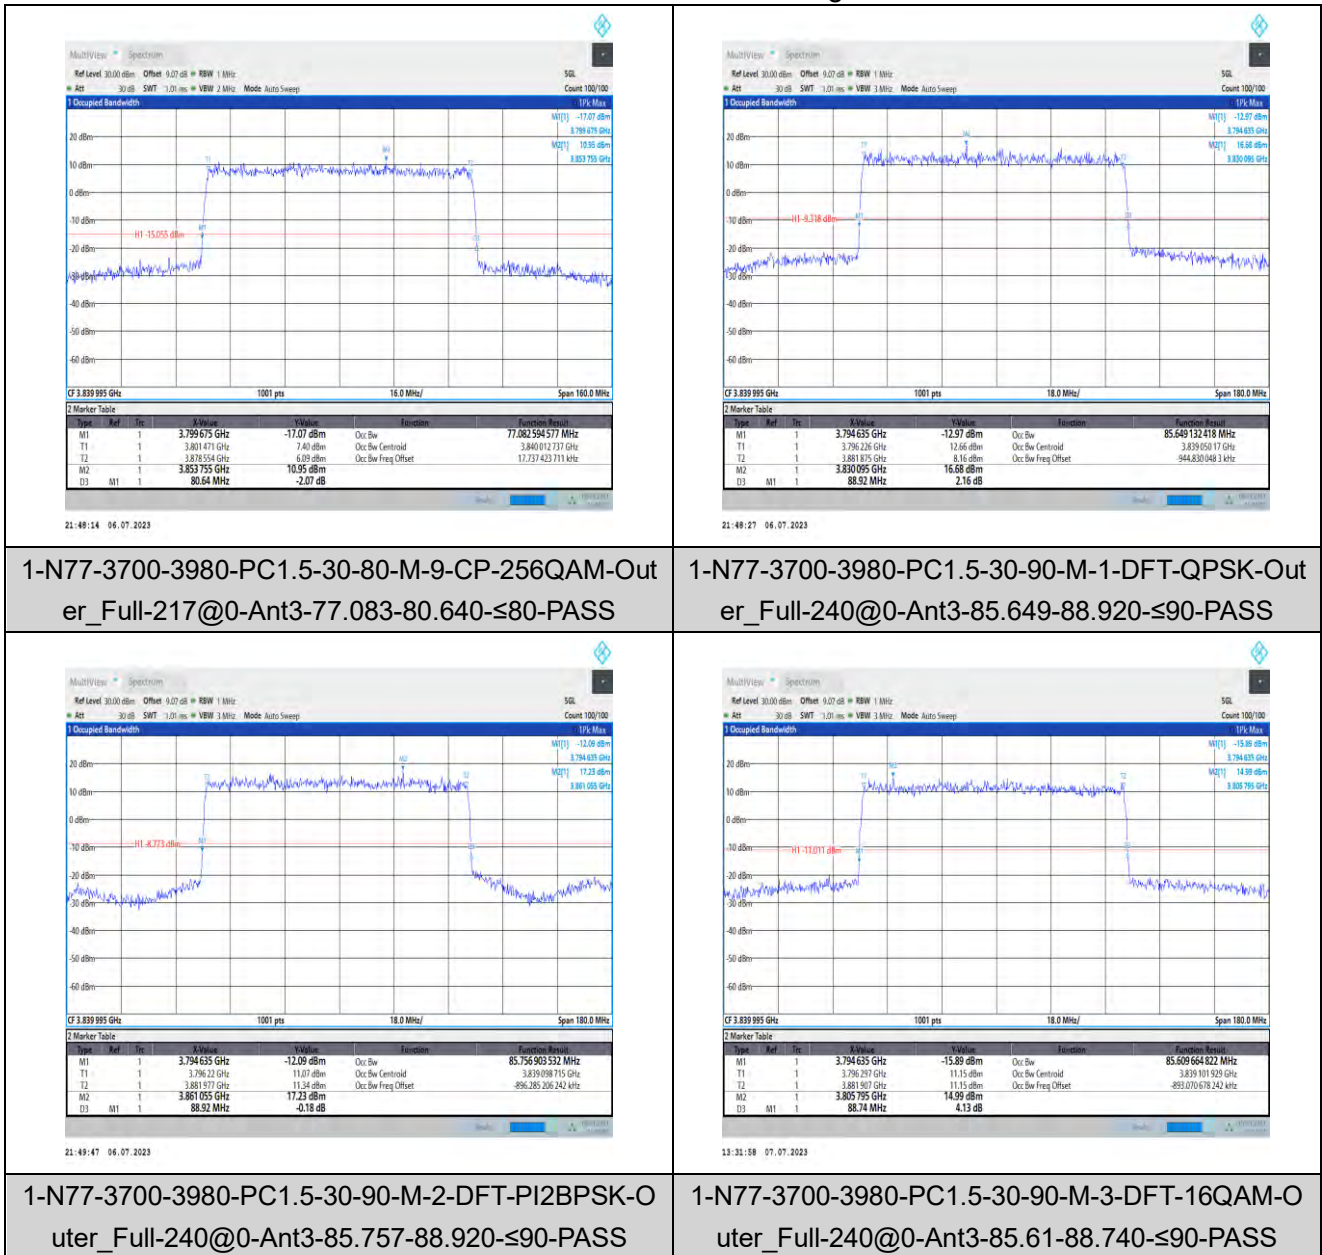 MultiView Spectrum
Ref Level 30.00 dBm Offset 9.07 dB RBW 1 MHz SGL
Att 30 dB SWT 1.01 ms VBW 2 MHz Mode Auto Sweep Count 100/100
1 Occupied Bandwidth 1Pk Max
M1[1] -17.07 dBm
3.799 675 GHz
M2[1] 10.95 dBm
3.853 755 GHz
20 dBm
10 dBm
0 dBm
-10 dBm
H1 -15.055 dBm
-20 dBm
-30 dBm
-40 dBm
-50 dBm
-60 dBm
CF 3.839 995 GHz 1001 pts 16.0 MHz/ Span 160.0 MHz
2 Marker Table
Type Ref Trc X-Value Y-Value Function Function Result
M1 1 3.799 675 GHz -17.07 dBm Occ Bw 77.082 594 577 MHz
T1 1 3.801 471 GHz 7.40 dBm Occ Bw Centroid 3.840 012 737 GHz
T2 1 3.878 554 GHz 6.09 dBm Occ Bw Freq Offset 17.737 423 711 kHz
M2 1 3.853 755 GHz 10.95 dBm
D3 M1 1 80.64 MHz -2.07 dB
21:48:14 06.07.2023
1-N77-3700-3980-PC1.5-30-80-M-9-CP-256QAM-Out
er_Full-217@0-Ant3-77.083-80.640-≤80-PASS
MultiView Spectrum
Ref Level 30.00 dBm Offset 9.07 dB RBW 1 MHz SGL
Att 30 dB SWT 1.01 ms VBW 3 MHz Mode Auto Sweep Count 100/100
1 Occupied Bandwidth 1Pk Max
M1[1] -12.97 dBm
3.794 635 GHz
M2[1] 16.68 dBm
3.830 095 GHz
20 dBm
10 dBm
0 dBm
-10 dBm
H1 -9.318 dBm
-20 dBm
-30 dBm
-40 dBm
-50 dBm
-60 dBm
CF 3.839 995 GHz 1001 pts 18.0 MHz/ Span 180.0 MHz
2 Marker Table
Type Ref Trc X-Value Y-Value Function Function Result
M1 1 3.794 635 GHz -12.97 dBm Occ Bw 85.649 132 418 MHz
T1 1 3.796 226 GHz 12.66 dBm Occ Bw Centroid 3.839 050 17 GHz
T2 1 3.881 875 GHz 8.16 dBm Occ Bw Freq Offset -944.830 048 3 kHz
M2 1 3.830 095 GHz 16.68 dBm
D3 M1 1 88.92 MHz 2.16 dB
21:48:27 06.07.2023
1-N77-3700-3980-PC1.5-30-90-M-1-DFT-QPSK-Out
er_Full-240@0-Ant3-85.649-88.920-≤90-PASS
MultiView Spectrum
Ref Level 30.00 dBm Offset 9.07 dB RBW 1 MHz SGL
Att 30 dB SWT 1.01 ms VBW 3 MHz Mode Auto Sweep Count 100/100
1 Occupied Bandwidth 1Pk Max
M1[1] -12.09 dBm
3.794 635 GHz
M2[1] 17.23 dBm
3.861 055 GHz
20 dBm
10 dBm
0 dBm
-10 dBm
H1 -8.773 dBm
-20 dBm
-30 dBm
-40 dBm
-50 dBm
-60 dBm
CF 3.839 995 GHz 1001 pts 18.0 MHz/ Span 180.0 MHz
2 Marker Table
Type Ref Trc X-Value Y-Value Function Function Result
M1 1 3.794 635 GHz -12.09 dBm Occ Bw 85.756 903 532 MHz
T1 1 3.796 22 GHz 11.07 dBm Occ Bw Centroid 3.839 098 715 GHz
T2 1 3.881 977 GHz 11.34 dBm Occ Bw Freq Offset -896.285 206 242 kHz
M2 1 3.861 055 GHz 17.23 dBm
D3 M1 1 88.92 MHz -0.18 dB
21:49:47 06.07.2023
1-N77-3700-3980-PC1.5-30-90-M-2-DFT-PI2BPSK-O
uter_Full-240@0-Ant3-85.757-88.920-≤90-PASS
MultiView Spectrum
Ref Level 30.00 dBm Offset 9.07 dB RBW 1 MHz SGL
Att 30 dB SWT 1.01 ms VBW 3 MHz Mode Auto Sweep Count 100/100
1 Occupied Bandwidth 1Pk Max
M1[1] -15.89 dBm
3.794 635 GHz
M2[1] 14.99 dBm
3.805 795 GHz
20 dBm
10 dBm
0 dBm
-10 dBm
H1 -11.011 dBm
-20 dBm
-30 dBm
-40 dBm
-50 dBm
-60 dBm
CF 3.839 995 GHz 1001 pts 18.0 MHz/ Span 180.0 MHz
2 Marker Table
Type Ref Trc X-Value Y-Value Function Function Result
M1 1 3.794 635 GHz -15.89 dBm Occ Bw 85.609 664 822 MHz
T1 1 3.796 297 GHz 11.15 dBm Occ Bw Centroid 3.839 101 929 GHz
T2 1 3.881 907 GHz 11.15 dBm Occ Bw Freq Offset -893.070 678 242 kHz
M2 1 3.805 795 GHz 14.99 dBm
D3 M1 1 88.74 MHz 4.13 dB
13:31:58 07.07.2023
1-N77-3700-3980-PC1.5-30-90-M-3-DFT-16QAM-O
uter_Full-240@0-Ant3-85.61-88.740-≤90-PASS